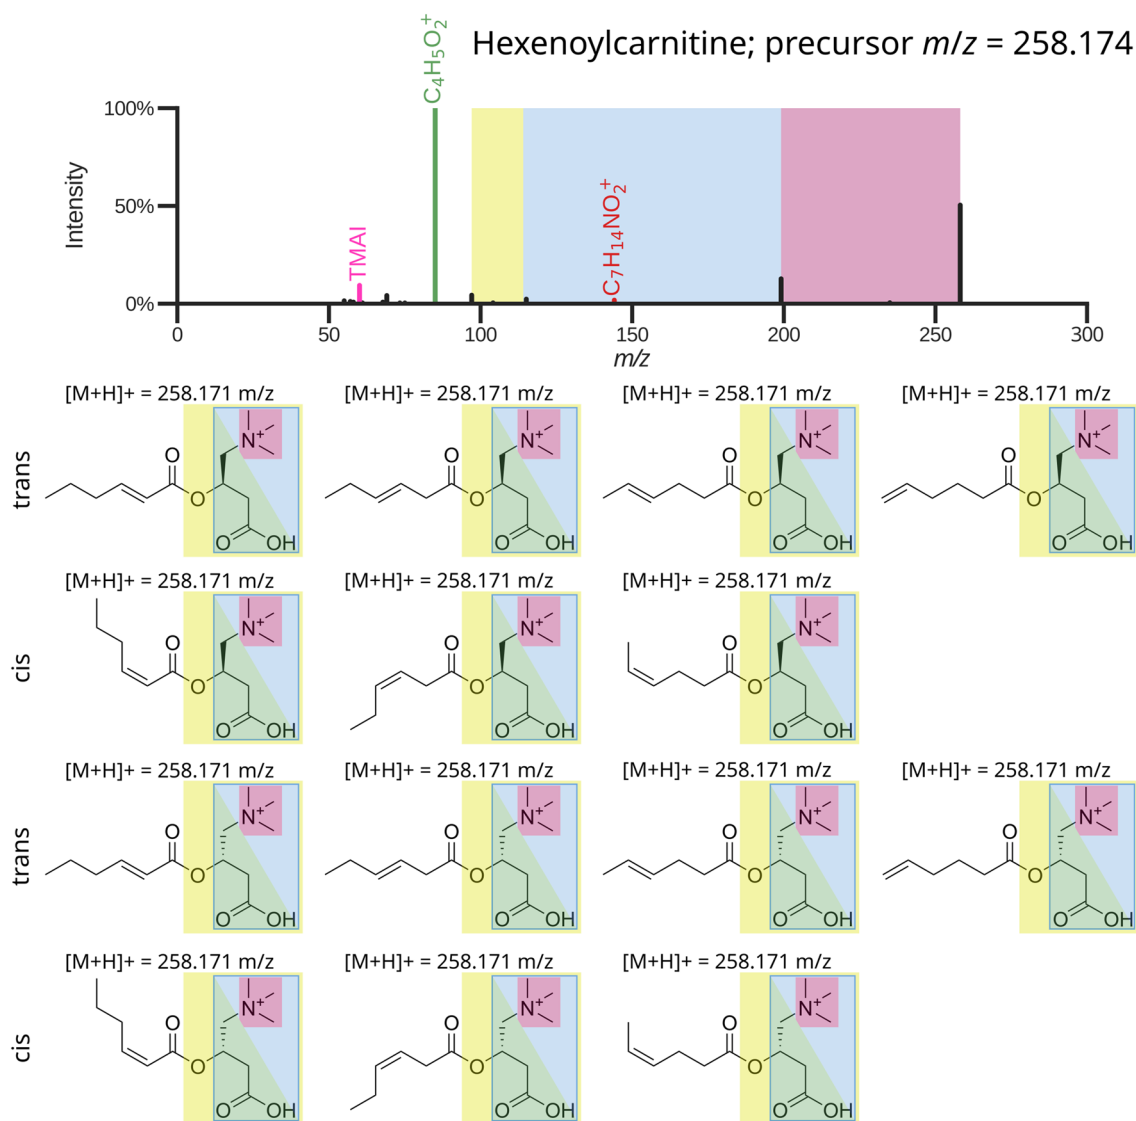 Hexenoylcarnitine; precursor m/z = 258.174
C₄H₅O₂⁺
100%
50%
0%
Intensity
TMAI
C₇H₁₄NO₂⁺
0 50 100 150 200 250 300
m/z
[M+H]+ = 258.171 m/z [M+H]+ = 258.171 m/z [M+H]+ = 258.171 m/z [M+H]+ = 258.171 m/z
trans
N⁺ N⁺ N⁺ N⁺
O O O O
O O O O
O OH O OH O OH O OH
[M+H]+ = 258.171 m/z [M+H]+ = 258.171 m/z [M+H]+ = 258.171 m/z
cis
N⁺ N⁺ N⁺
O O O
O O O
O OH O OH O OH
[M+H]+ = 258.171 m/z [M+H]+ = 258.171 m/z [M+H]+ = 258.171 m/z [M+H]+ = 258.171 m/z
trans
N⁺ N⁺ N⁺ N⁺
O O O O
O O O O
O OH O OH O OH O OH
[M+H]+ = 258.171 m/z [M+H]+ = 258.171 m/z [M+H]+ = 258.171 m/z
cis
N⁺ N⁺ N⁺
O O O
O O O
O OH O OH O OH